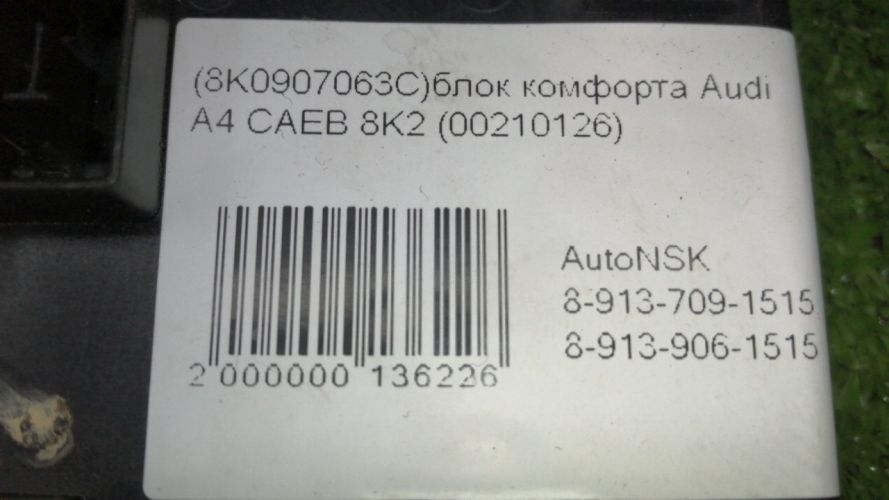 (8K0907063C)блок комфорта Audi
A4 CAEB 8K2 (00210126)
AutoNSK
8-913-709-1515
8-913-906-1515
2 000000 136226